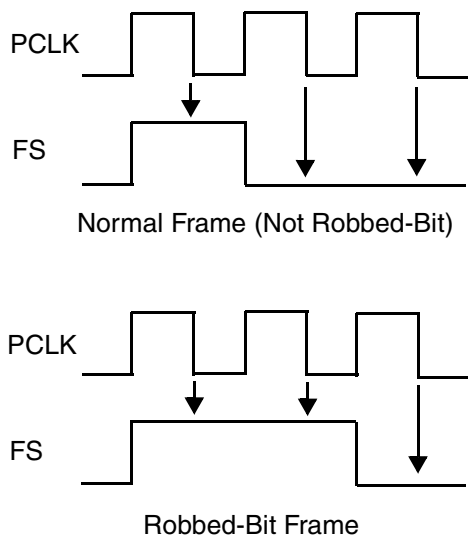 PCLK
FS
Normal Frame (Not Robbed-Bit)
PCLK
FS
Robbed-Bit Frame